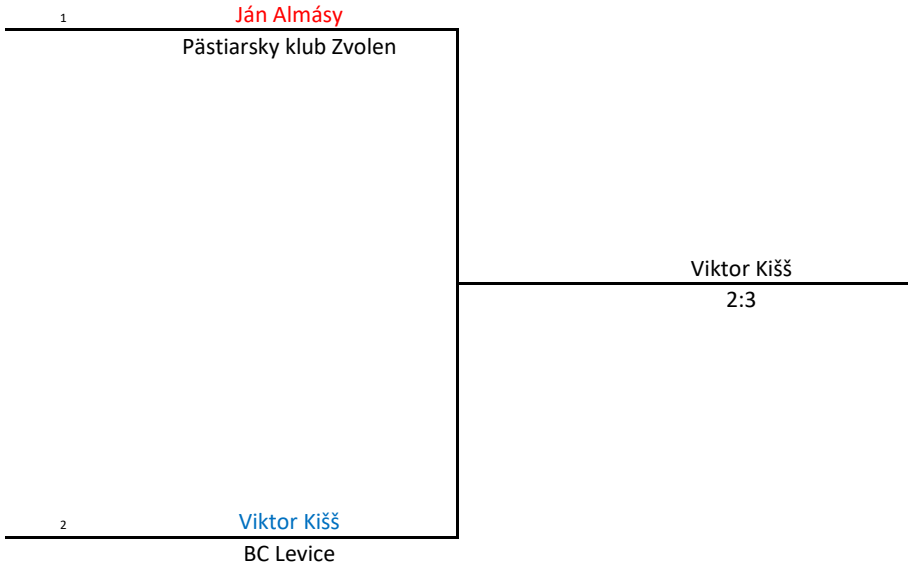 1 Ján Almásy
Pästiarsky klub Zvolen
Viktor Kišš
2:3
2 Viktor Kišš
BC Levice